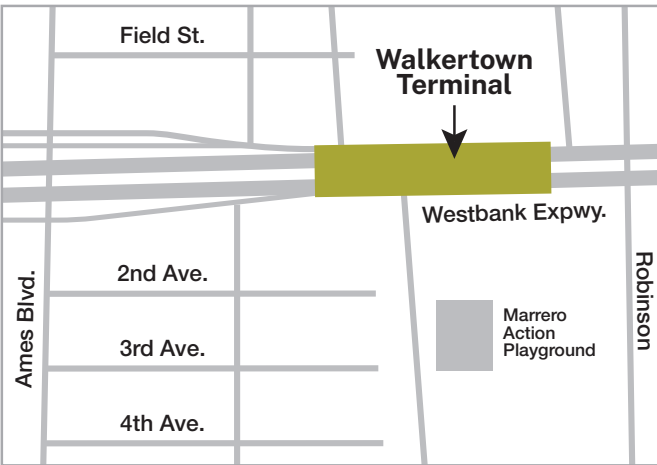 Field St.
Walkertown
Terminal
Westbank Expwy.
Ames Blvd.
2nd Ave.
3rd Ave.
4th Ave.
Marrero
Action
Playground
Robinson